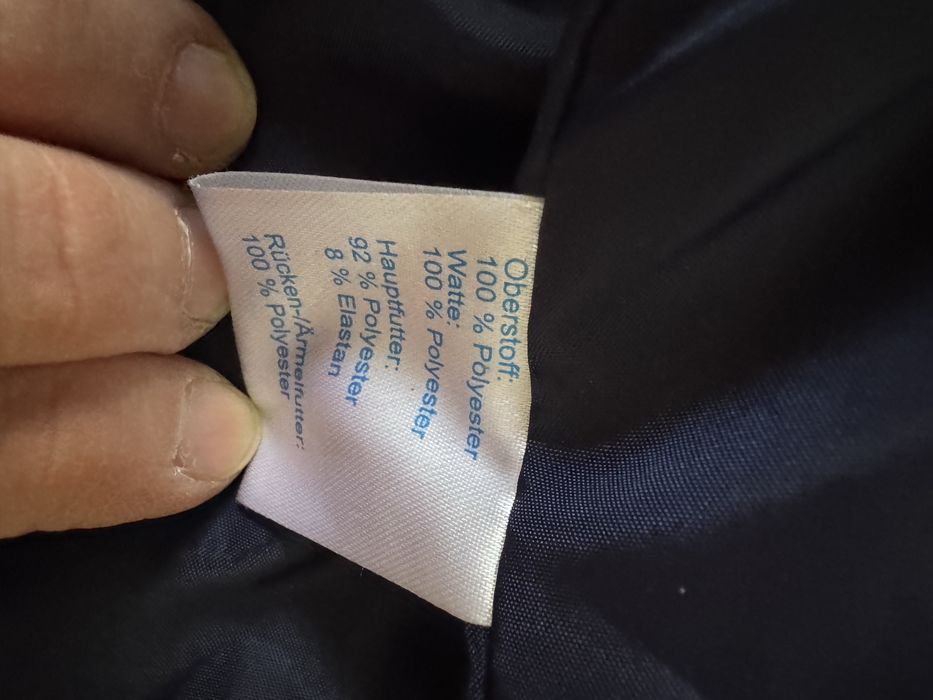 Oberstoff:
100 % Polyester
Watte:
100 % Polyester
Hauptfutter:
92 % Polyester
8 % Elastan
Rücken-/Ärmelfutter:
100 % Polyester